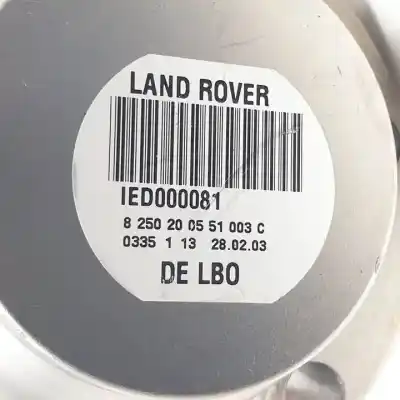 LAND ROVER
IED000081
8 250 20 05 51 003 C
0335 1 13 28.02.03
DE LBO